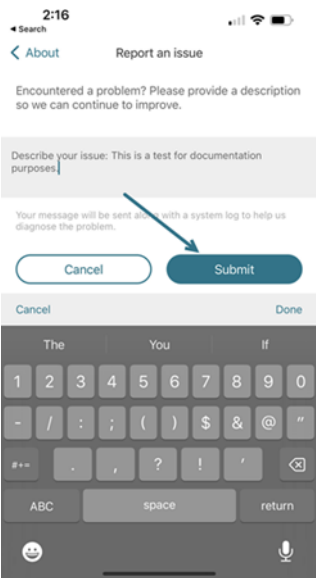 2:16
◀ Search
About
Report an issue
Encountered a problem? Please provide a description
so we can continue to improve.
Describe your issue: This is a test for documentation
purposes.
Your message will be sent along with a system log to help us
diagnose the problem.
Cancel
Submit
Cancel
Done
The
You
If
1 2 3 4 5 6 7 8 9 0
- / : ; ( ) $ & @ "
#+= . , ? ! '
ABC
space
return